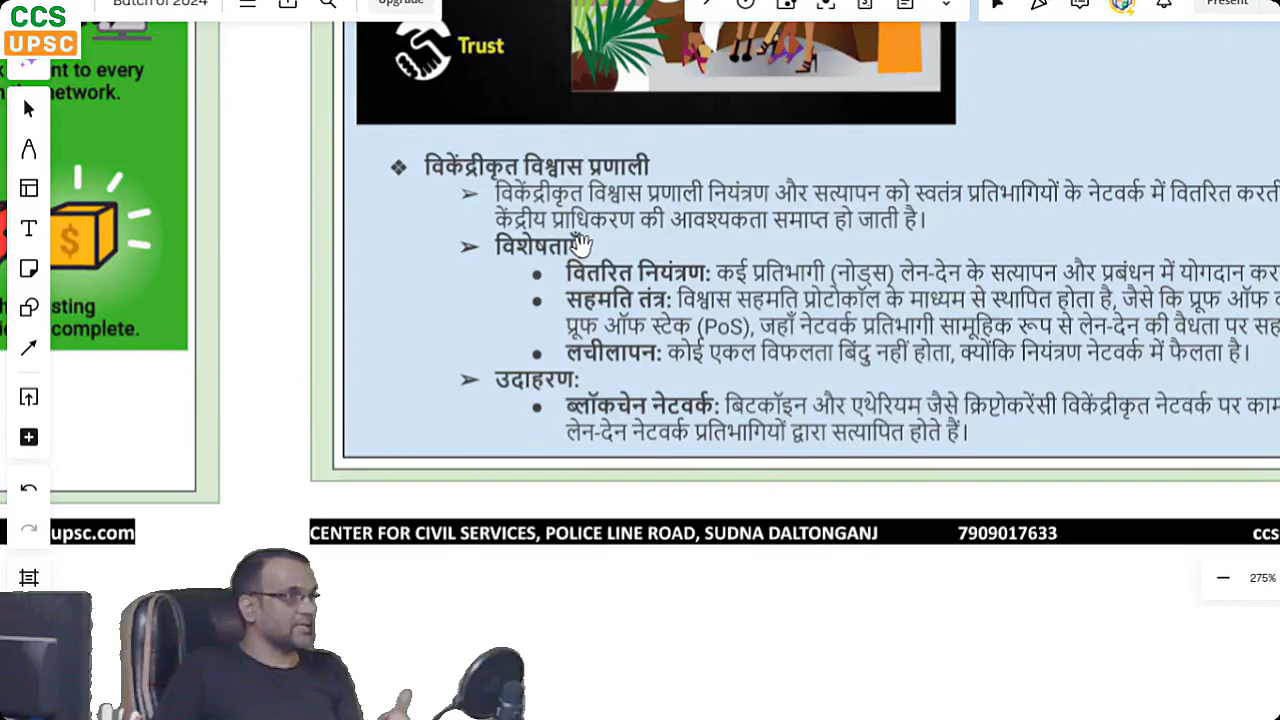 CCS
UPSC
Batch of 2024
Upgrade
Present
nt to every
network.
Trust
❖ विकेंद्रीकृत विश्वास प्रणाली
➢ विकेंद्रीकृत विश्वास प्रणाली नियंत्रण और सत्यापन को स्वतंत्र प्रतिभागियों के नेटवर्क में वितरित करती
केंद्रीय प्राधिकरण की आवश्यकता समाप्त हो जाती है।
➢ विशेषताएँ
• वितरित नियंत्रण: कई प्रतिभागी (नोड्स) लेन-देन के सत्यापन और प्रबंधन में योगदान
• सहमति तंत्र: विश्वास सहमति प्रोटोकॉल के माध्यम से स्थापित होता है, जैसे कि प्रूफ ऑफ
प्रूफ ऑफ स्टेक (PoS), जहाँ नेटवर्क प्रतिभागी सामूहिक रूप से लेन-देन की वैधता पर
• लचीलापन: कोई एकल विफलता बिंदु नहीं होता, क्योंकि नियंत्रण नेटवर्क में फैलता है।
➢ उदाहरण:
• ब्लॉकचेन नेटवर्क: बिटकॉइन और एथेरियम जैसे क्रिप्टोकरेंसी विकेंद्रीकृत नेटवर्क पर
लेन-देन नेटवर्क प्रतिभागियों द्वारा सत्यापित होते हैं।
$
sting
complete.
upsc.com
CENTER FOR CIVIL SERVICES, POLICE LINE ROAD, SUDNA DALTONGANJ 7909017633 ccs
275%